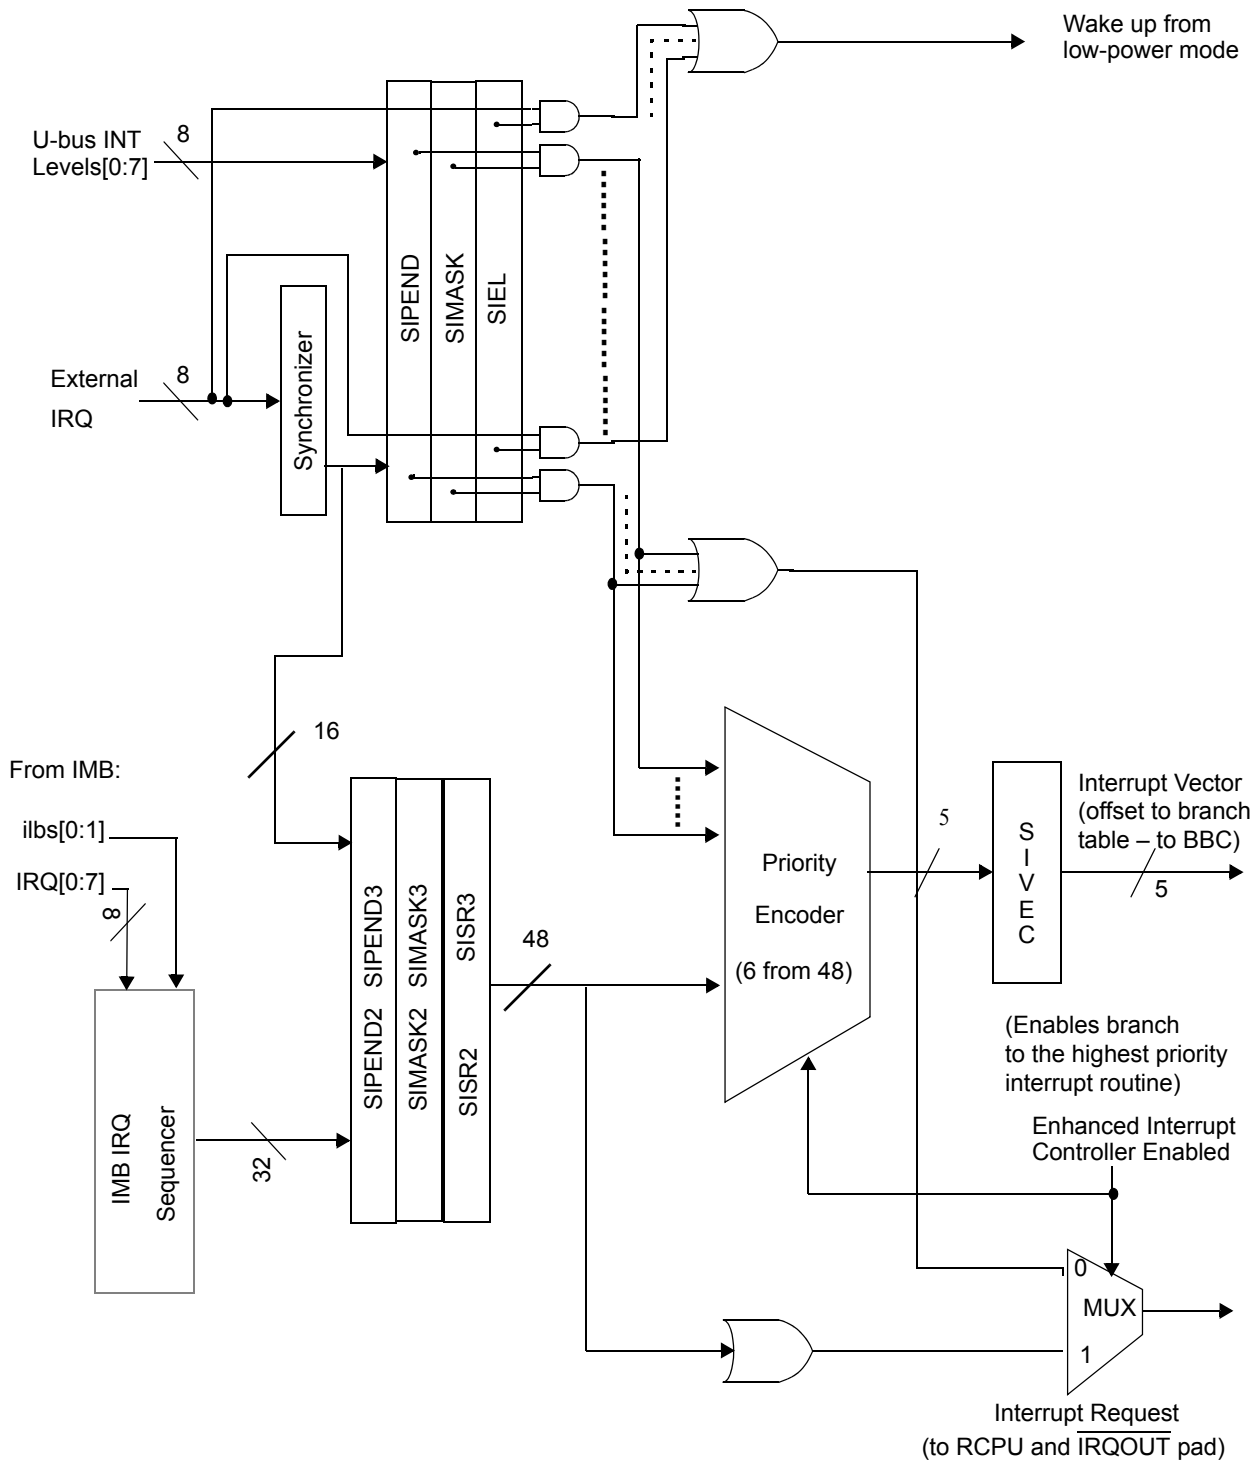 Wake up from
low-power mode
U-bus INT
Levels[0:7]
8
SIPEND
SIMASK
SIEL
External
IRQ
8
Synchronizer
16
From IMB:
ilbs[0:1]
IRQ[0:7]
8
IMB IRQ
Sequencer
32
SIPEND2 SIPEND3
SIMASK2 SIMASK3
SISR2 SISR3
48
Priority
Encoder
(6 from 48)
5
SIVEC
Interrupt Vector
(offset to branch
table – to BBC)
5
(Enables branch
to the highest priority
interrupt routine)
Enhanced Interrupt
Controller Enabled
0
MUX
1
Interrupt Request
(to RCPU and IRQOUT pad)